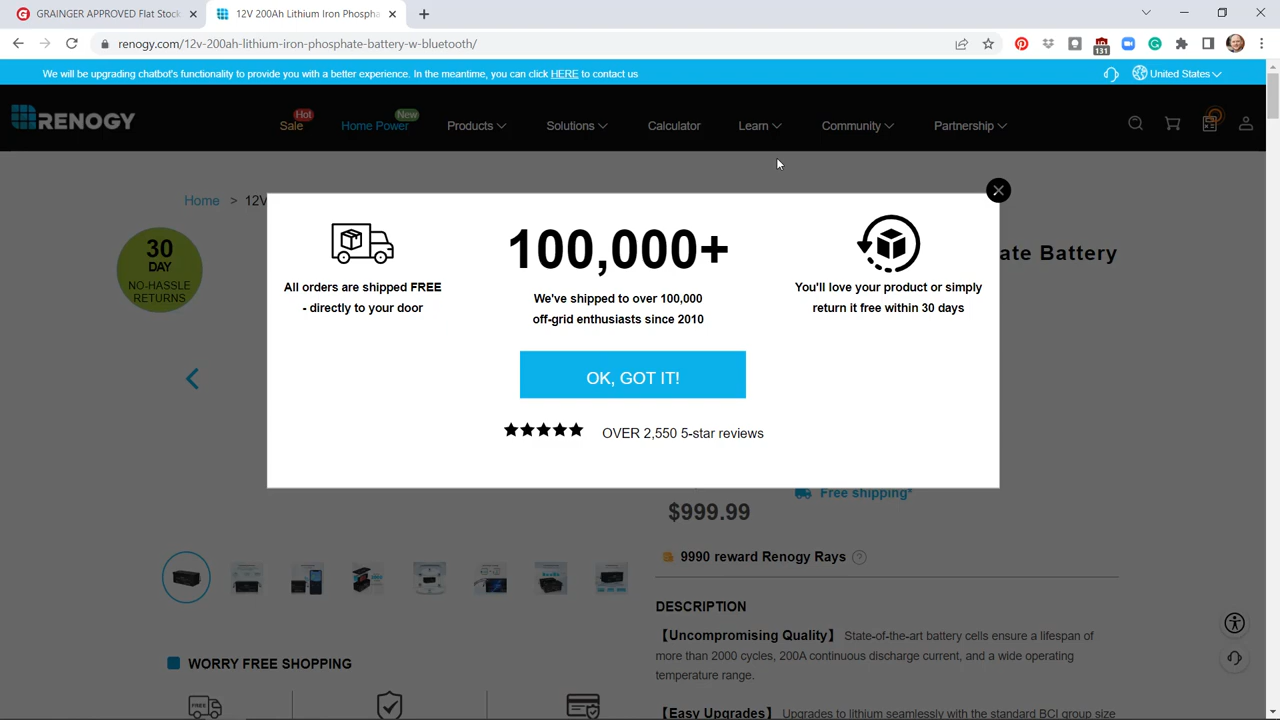 GRAINGER APPROVED Flat Stock
12V 200Ah Lithium Iron Phospha
renogy.com/12v-200ah-lithium-iron-phosphate-battery-w-bluetooth/
131
We will be upgrading chatbot's functionality to provide you with a better experience. In the meantime, you can click HERE to contact us
United States
RENOGY
Sale
Hot
Home Power
New
Products
Solutions
Calculator
Learn
Community
Partnership
Home > 12V
30
DAY
NO-HASSLE
RETURNS
ate Battery
All orders are shipped FREE
- directly to your door
100,000+
We've shipped to over 100,000
off-grid enthusiasts since 2010
You'll love your product or simply
return it free within 30 days
OK, GOT IT!
OVER 2,550 5-star reviews
Free shipping*
$999.99
9990 reward Renogy Rays ?
DESCRIPTION
【Uncompromising Quality】 State-of-the-art battery cells ensure a lifespan of
more than 2000 cycles, 200A continuous discharge current, and a wide operating
temperature range.
【Easy Upgrades】 Upgrades to lithium seamlessly with the standard BCI group size
WORRY FREE SHOPPING
FREE